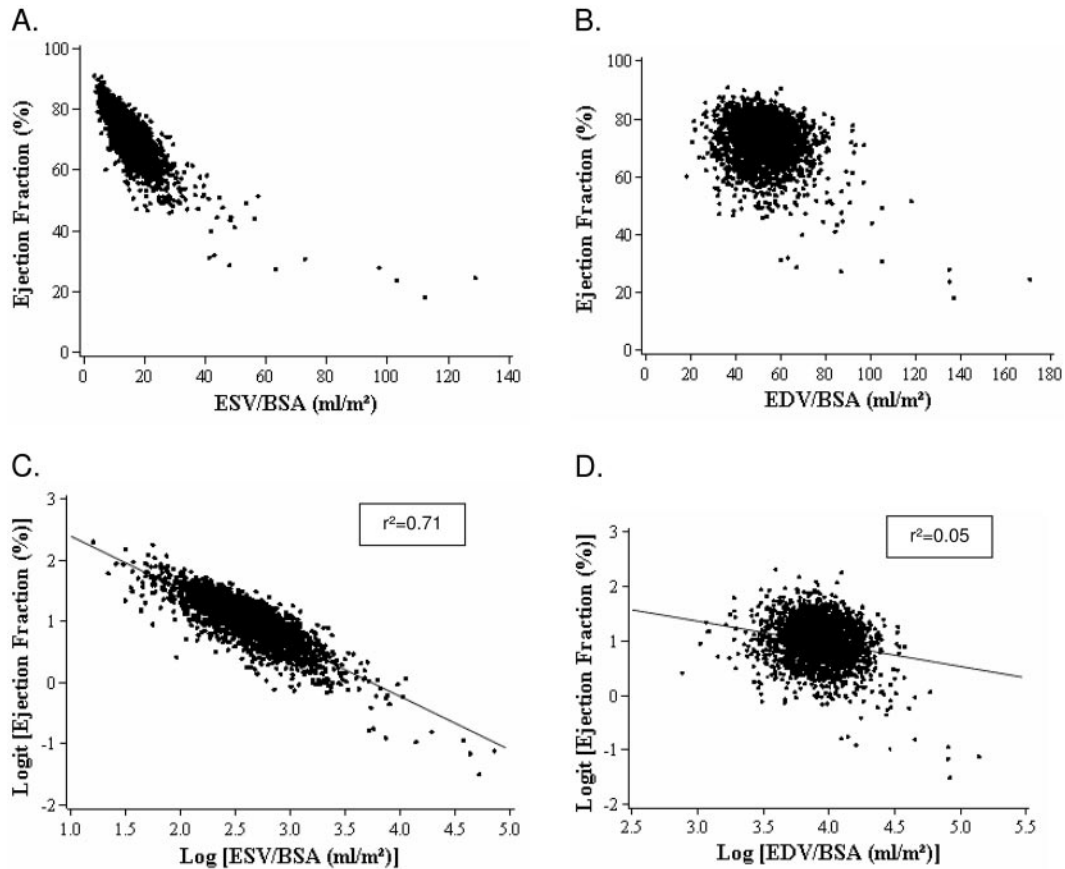 A.
100
80
60
40
20
0
Ejection Fraction (%)
0 20 40 60 80 100 120 140
ESV/BSA (ml/m²)
B.
100
80
60
40
20
0
Ejection Fraction (%)
0 20 40 60 80 100 120 140 160 180
EDV/BSA (ml/m²)
C.
3
2
1
0
-1
-2
Logit [Ejection Fraction (%)]
r²=0.71
1.0 1.5 2.0 2.5 3.0 3.5 4.0 4.5 5.0
Log [ESV/BSA (ml/m²)]
D.
3
2
1
0
-1
-2
Logit [Ejection Fraction (%)]
r²=0.05
2.5 3.0 3.5 4.0 4.5 5.0 5.5
Log [EDV/BSA (ml/m²)]